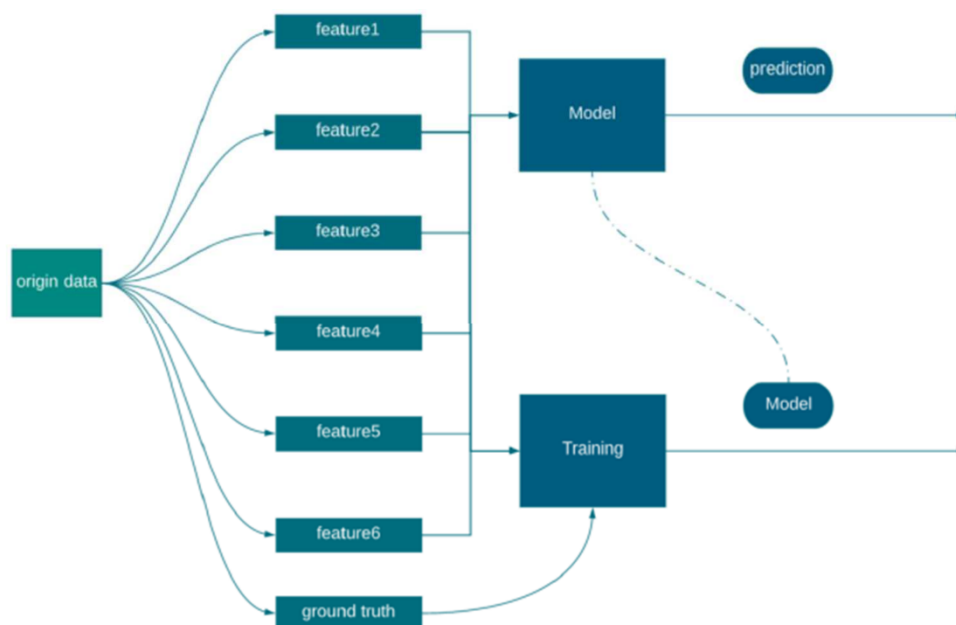 feature1
prediction
Model
feature2
feature3
origin data
feature4
Model
feature5
Training
feature6
ground truth